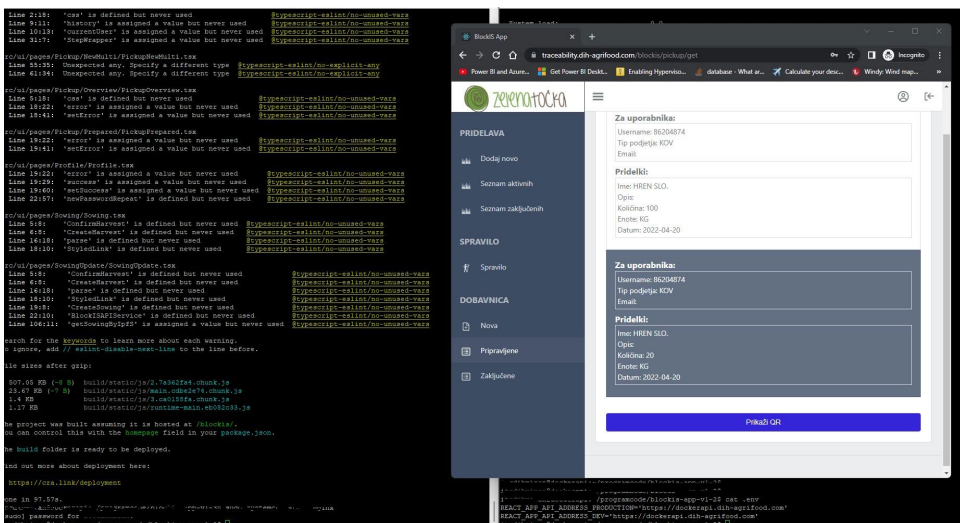 Line 2:18: 'css' is defined but never used @typescript-eslint/no-unused-vars
Line 9:11: 'history' is assigned a value but never used @typescript-eslint/no-unused-vars
Line 10:13: 'currentUser' is assigned a value but never used @typescript-eslint/no-unused-vars
Line 31:7: 'StepWrapper' is assigned a value but never used @typescript-eslint/no-unused-vars
rc/ui/pages/Pickup/NewMulti/NewMulti.tsx
Line 55:35: Unexpected any. Specify a different type @typescript-eslint/no-explicit-any
Line 61:34: Unexpected any. Specify a different type @typescript-eslint/no-explicit-any
rc/ui/pages/Pickup/Overview/PickupOverview.tsx
Line 5:18: 'css' is defined but never used @typescript-eslint/no-unused-vars
Line 18:22: 'error' is assigned a value but never used @typescript-eslint/no-unused-vars
Line 18:41: 'setError' is assigned a value but never used @typescript-eslint/no-unused-vars
rc/ui/pages/Pickup/Prepared/PickupPrepared.tsx
Line 19:22: 'error' is assigned a value but never used @typescript-eslint/no-unused-vars
Line 19:41: 'setError' is assigned a value but never used @typescript-eslint/no-unused-vars
rc/ui/pages/Profile/Profile.tsx
Line 19:22: 'error' is assigned a value but never used @typescript-eslint/no-unused-vars
Line 19:29: 'success' is assigned a value but never used @typescript-eslint/no-unused-vars
Line 19:60: 'setSuccess' is assigned a value but never used @typescript-eslint/no-unused-vars
Line 22:57: 'newPasswordRepeat' is defined but never used @typescript-eslint/no-unused-vars
rc/ui/pages/Sowing/Sowing.tsx
Line 5:8: 'ConfirmHarvest' is defined but never used @typescript-eslint/no-unused-vars
Line 6:8: 'CreateHarvest' is defined but never used @typescript-eslint/no-unused-vars
Line 16:18: 'parse' is defined but never used @typescript-eslint/no-unused-vars
Line 18:10: 'StyledLink' is defined but never used @typescript-eslint/no-unused-vars
rc/ui/pages/SowingUpdate/SowingUpdate.tsx
Line 5:8: 'ConfirmHarvest' is defined but never used @typescript-eslint/no-unused-vars
Line 6:8: 'CreateHarvest' is defined but never used @typescript-eslint/no-unused-vars
Line 16:18: 'parse' is defined but never used @typescript-eslint/no-unused-vars
Line 18:10: 'StyledLink' is defined but never used @typescript-eslint/no-unused-vars
Line 19:8: 'CreateSowing' is defined but never used @typescript-eslint/no-unused-vars
Line 22:10: 'BlockISAPIService' is defined but never used @typescript-eslint/no-unused-vars
Line 106:11: 'getSowingByIpfS' is assigned a value but never used @typescript-eslint/no-unused-vars
earch for the keywords to learn more about each warning.
o ignore, add // eslint-disable-next-line to the line before.
ile sizes after gzip:
507.05 KB (-8 B) build/static/js/2.7a362fa4.chunk.js
23.67 KB (-7 B) build/static/js/main.cdbe2e74.chunk.js
1.4 KB build/static/js/3.ca0158fa.chunk.js
1.17 KB build/static/js/runtime-main.eb082c33.js
he project was built assuming it is hosted at /blockis/.
ou can control this with the homepage field in your package.json.
he build folder is ready to be deployed.
ind out more about deployment here:
https://cra.link/deployment
one in 97.57s.
sudo] password for
BlockIS App
traceability.dih-agrifood.com/blockis/pickup/get
Incognito
Power BI and Azure...
Get Power BI Deskt...
Enabling Hyperviso...
database - What ar...
Calculate your desc...
Windy: Wind map...
»
zelenatočka
PRIDELAVA
Dodaj novo
Seznam aktivnih
Seznam zaključenih
SPRAVILO
Spravilo
DOBAVNICA
Nova
Pripravljene
Zaključene
Za uporabnika:
Username: 86204874
Tip podjetja: KOV
Email:
Pridelki:
Ime: HREN SLO.
Opis:
Količina: 100
Enote: KG
Datum: 2022-04-20
Za uporabnika:
Username: 86204874
Tip podjetja: KOV
Email:
Pridelki:
Ime: HREN SLO.
Opis:
Količina: 20
Enote: KG
Datum: 2022-04-20
Prikaži QR
/programcode/blockis-app-v1-2$ cat .env
REACT_APP_API_ADDRESS_PRODUCTION='https://dockerapi.dih-agrifood.com'
REACT_APP_API_ADDRESS_DEV='https://dockerapi.dih-agrifood.com'